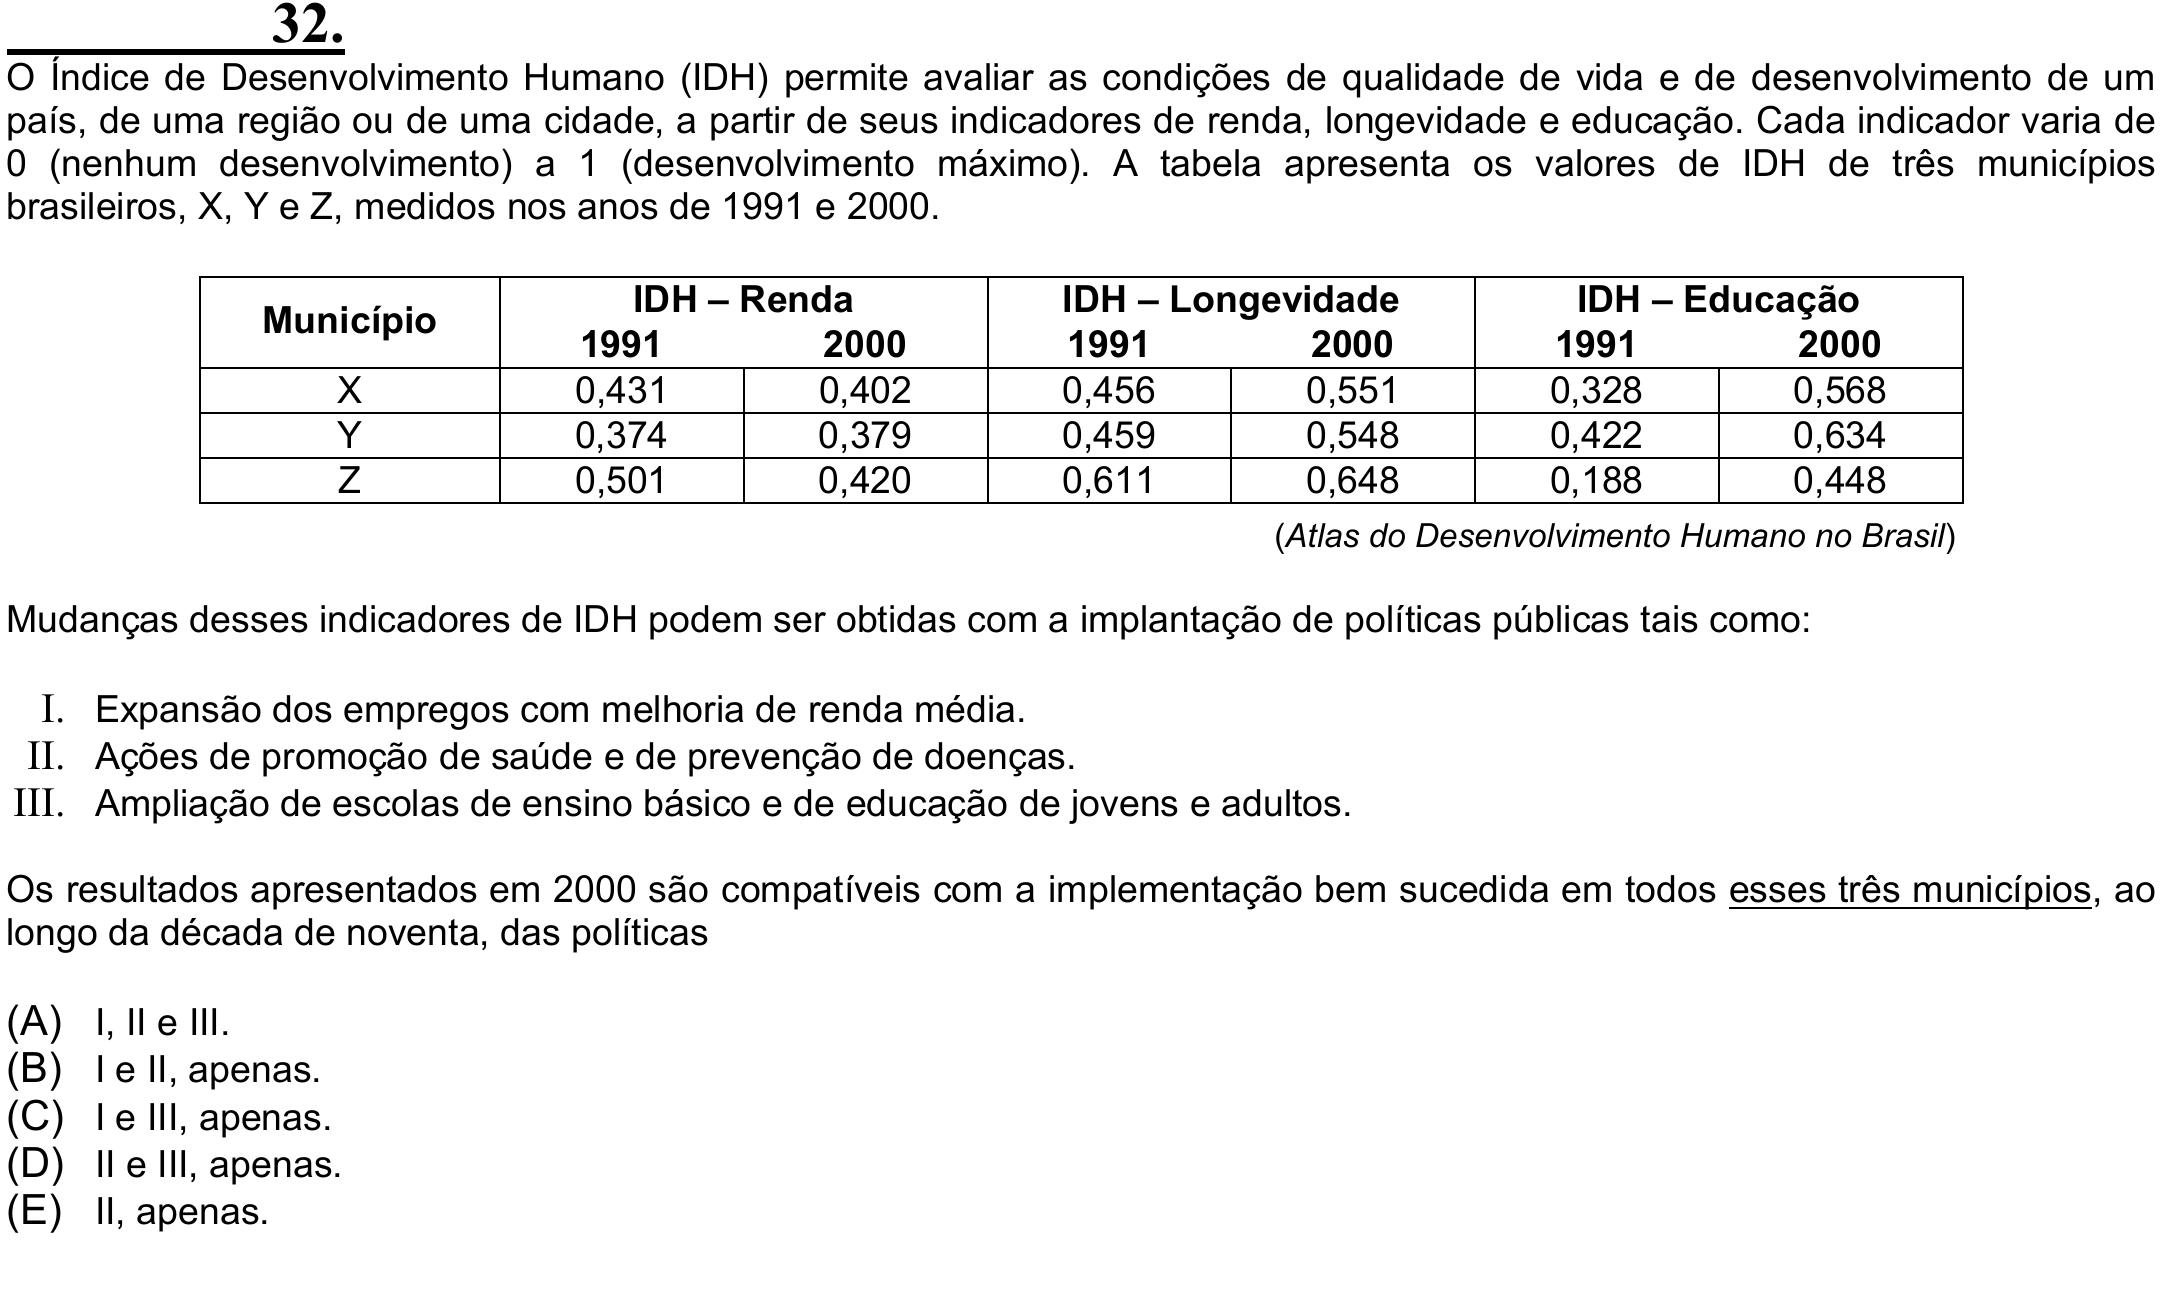 32.
O Índice de Desenvolvimento Humano (IDH) permite avaliar as condições de qualidade de vida e de desenvolvimento de um
país, de uma região ou de uma cidade, a partir de seus indicadores de renda, longevidade e educação. Cada indicador varia de
0 (nenhum desenvolvimento) a 1 (desenvolvimento máximo). A tabela apresenta os valores de IDH de três municípios
brasileiros, X, Y e Z, medidos nos anos de 1991 e 2000.
Município IDH – Renda IDH – Longevidade IDH – Educação
1991 2000 1991 2000 1991 2000
X 0,431 0,402 0,456 0,551 0,328 0,568
Y 0,374 0,379 0,459 0,548 0,422 0,634
Z 0,501 0,420 0,611 0,648 0,188 0,448
(Atlas do Desenvolvimento Humano no Brasil)
Mudanças desses indicadores de IDH podem ser obtidas com a implantação de políticas públicas tais como:
I. Expansão dos empregos com melhoria de renda média.
II. Ações de promoção de saúde e de prevenção de doenças.
III. Ampliação de escolas de ensino básico e de educação de jovens e adultos.
Os resultados apresentados em 2000 são compatíveis com a implementação bem sucedida em todos esses três municípios, ao
longo da década de noventa, das políticas
(A) I, II e III.
(B) I e II, apenas.
(C) I e III, apenas.
(D) II e III, apenas.
(E) II, apenas.